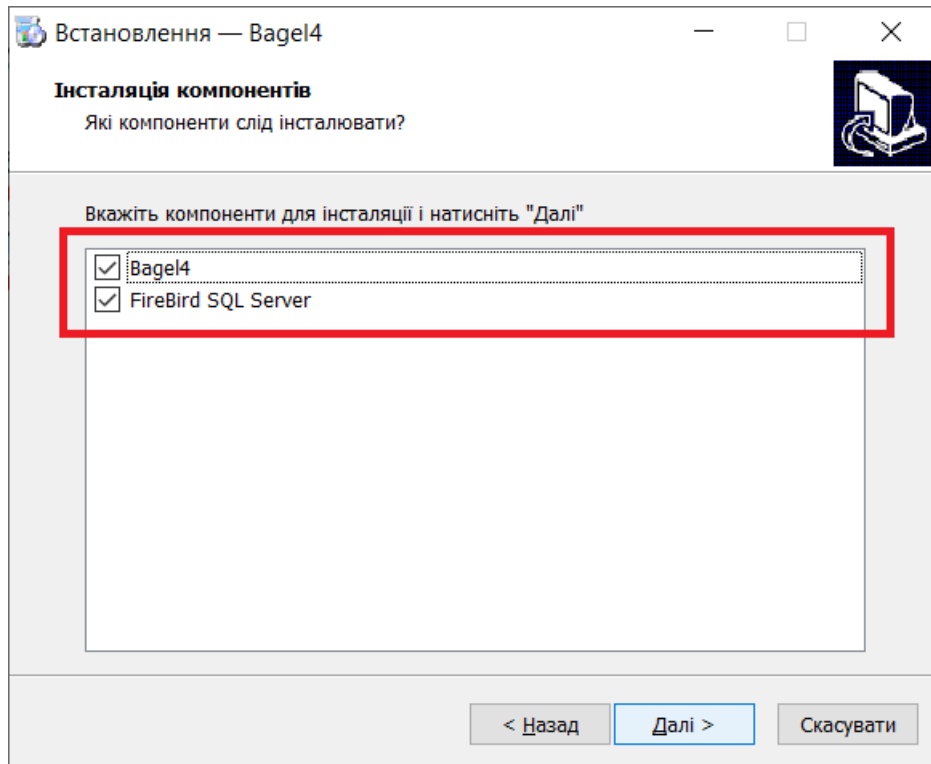 Встановлення — Bagel4
Інсталяція компонентів
Які компоненти слід інсталювати?
Вкажіть компоненти для інсталяції і натисніть "Далі"
Bagel4
FireBird SQL Server
< Назад
Далі >
Скасувати